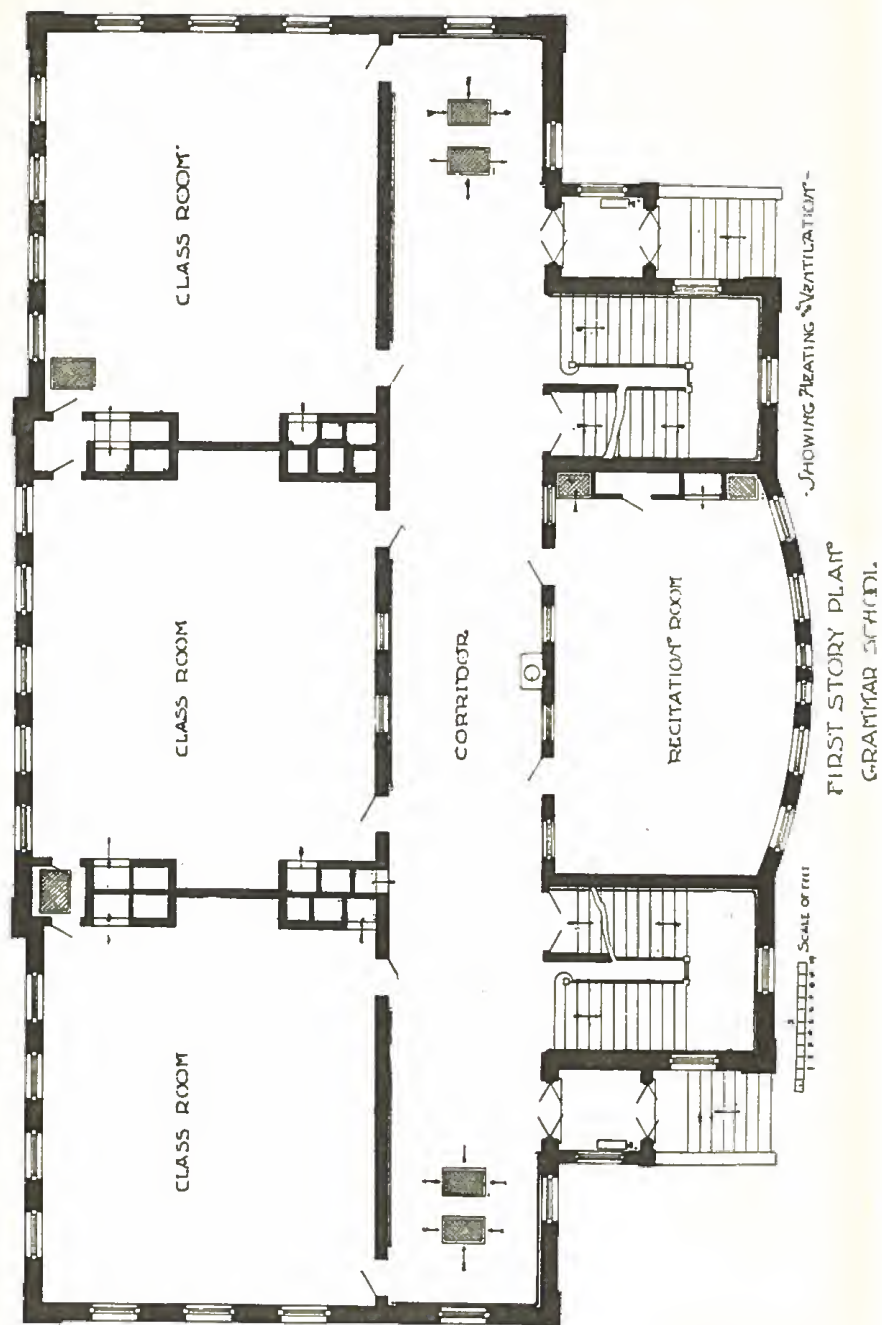 CLASS ROOM
CLASS ROOM
CLASS ROOM
CORRIDOR
RECITATION ROOM
SCALE OF FEET
- SHOWING HEATING & VENTILATION -
FIRST STORY PLAN
GRAMMAR SCHOOL